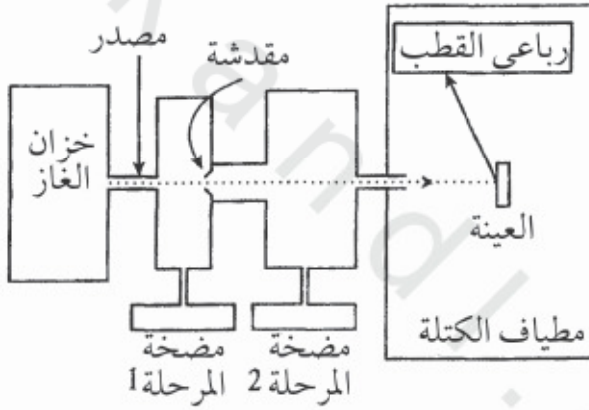 مصدر
مقدشة
رباعي القطب
خزان
الغاز
العينة
مطياف الكتلة
مضخة
المرحلة 1
مضخة
المرحلة 2